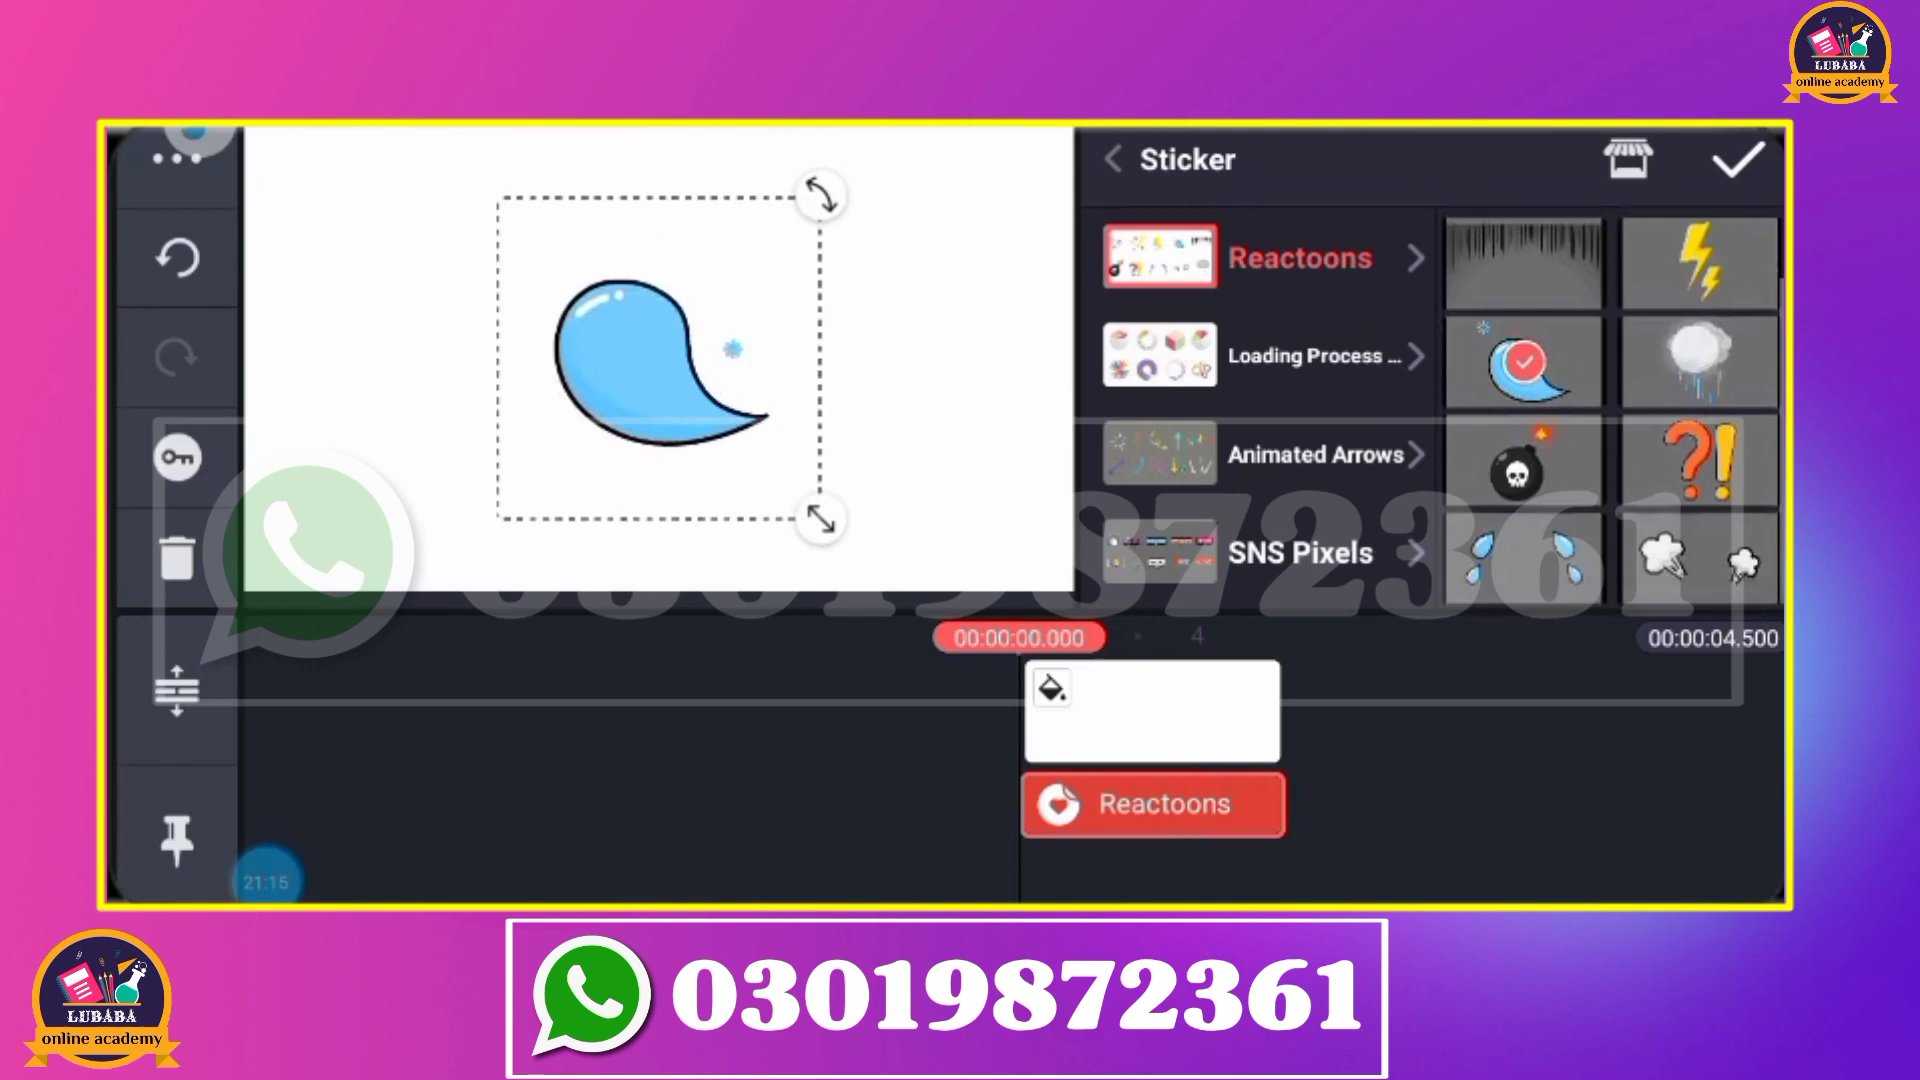 LUBABA
online academy
Sticker
Reactoons
Loading Process ...
Animated Arrows
SNS Pixels
03019872361
00:00:00.000
4
00:00:04.500
Reactoons
21:15
LUBABA
online academy
03019872361